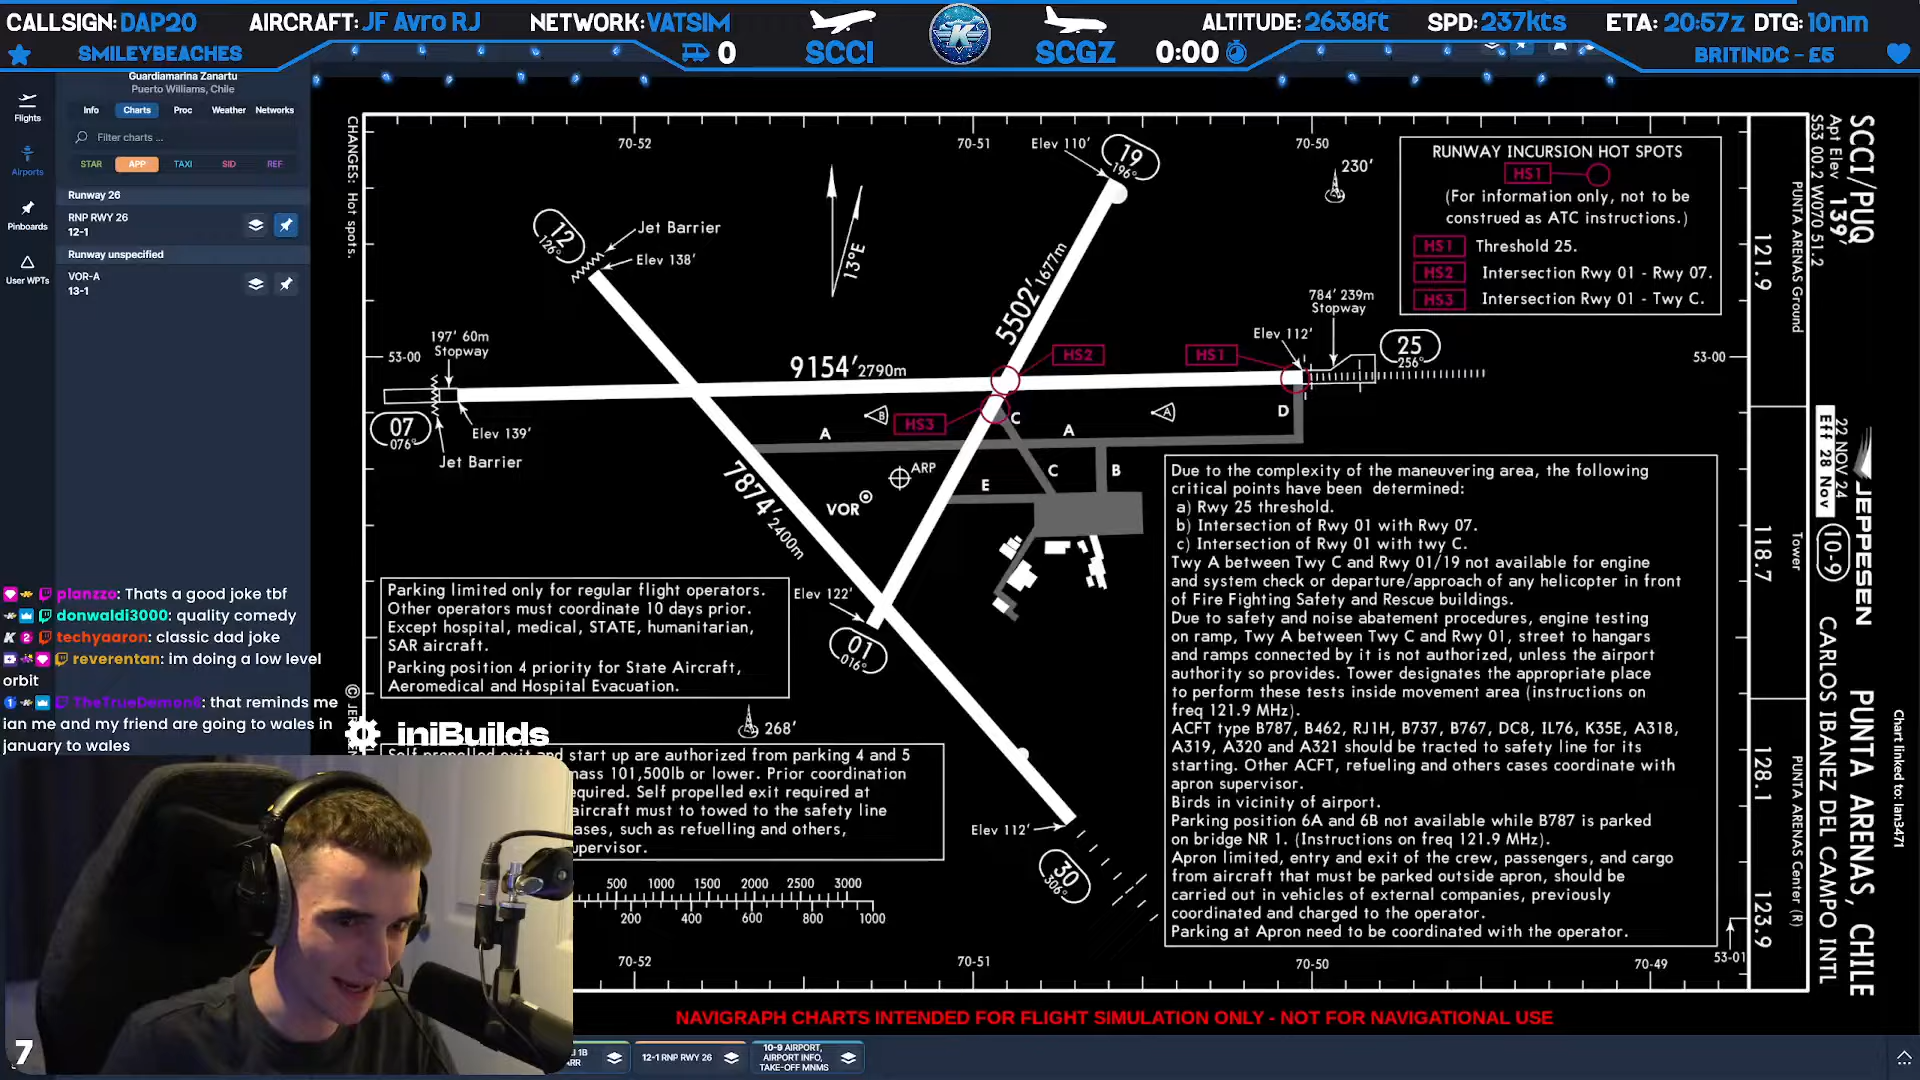 CALLSIGN: DAP20
AIRCRAFT: JF Avro RJ
NETWORK: VATSIM
ALTITUDE: 2638ft
SPD: 237kts
ETA: 20:57z
DTG: 10nm
SMILEYBEACHES
0
SCCI
K
SCGZ
0:00
BRITINDC - £5
Guardiamarina Zanartu
Puerto Williams, Chile
Info
Charts
Proc
Weather
Networks
Filter charts ...
STAR
APP
TAXI
SID
REF
Runway 26
RNP RWY 26
12-1
Runway unspecified
VOR-A
13-1
Flights
Airports
Pinboards
User WPTS
CHANGES: Hot spots.
70-52
70-51
70-50
Elev 110'
19
196°
230'
RUNWAY INCURSION HOT SPOTS
HS1
(For information only, not to be
construed as ATC instructions.)
HS1 Threshold 25.
HS2 Intersection Rwy 01 - Rwy 07.
HS3 Intersection Rwy 01 - Twy C.
12
126°
Jet Barrier
Elev 138'
13°E
5502' 1677m
784' 239m
Stopway
197' 60m
Stopway
53-00
9154' 2790m
HS2
HS1
Elev 112'
25
256°
53-00
07
076°
Elev 139'
Jet Barrier
B
HS3
C
A
D
A
A
ARP
C
B
E
VOR
7874' 2400m
Due to the complexity of the maneuvering area, the following
critical points have been determined:
a) Rwy 25 threshold.
b) Intersection of Rwy 01 with Rwy 07.
c) Intersection of Rwy 01 with twy C.
Twy A between Twy C and Rwy 01/19 not available for engine
and system check or departure/approach of any helicopter in front
of Fire Fighting Safety and Rescue buildings.
Due to safety and noise abatement procedures, engine testing
on ramp, Twy A between Twy C and Rwy 01, street to hangars
and ramps connected by it is not authorized, unless the airport
authority so provides. Tower designates the appropriate place
to perform these tests inside movement area (instructions on
freq 121.9 MHz).
ACFT type B787, B462, RJ1H, B737, B767, DC8, IL76, K35E, A318,
A319, A320 and A321 should be tracted to safety line for its
starting. Other ACFT, refueling and others cases coordinate with
apron supervisor.
Birds in vicinity of airport.
Parking position 6A and 6B not available while B787 is parked
on bridge NR 1. (Instructions on freq 121.9 MHz).
Apron limited, entry and exit of the crew, passengers, and cargo
from aircraft that must be parked outside apron, should be
carried out in vehicles of external companies, previously
coordinated and charged to the operator.
Parking at Apron need to be coordinated with the operator.
Parking limited only for regular flight operators.
Other operators must coordinate 10 days prior.
Except hospital, medical, STATE, humanitarian,
SAR aircraft.
Parking position 4 priority for State Aircraft,
Aeromedical and Hospital Evacuation.
Elev 122'
01
016°
268'
Self propelled exit and start up are authorized from parking 4 and 5
mass 101,500lb or lower. Prior coordination
equired. Self propelled exit required at
aircraft must to towed to the safety line
ases, such as refuelling and others,
upervisor.
Elev 112'
30
306°
500 1000 1500 2000 2500 3000
200 400 600 800 1000
70-52
70-51
70-50
70-49
53-01
SCCI/PUQ
Apt Elev 139'
S53 00.2 W070 51.2
121.9
PUNTA ARENAS Ground
22 NOV 24
Eff 28 Nov
10-9
JEPPESEN
118.7
Tower
128.1
PUNTA ARENAS Center (R)
123.9
PUNTA ARENAS, CHILE
CARLOS IBANEZ DEL CAMPO INTL
Chart linked to: Ian3471
planzzo: Thats a good joke tbf
donwaldi3000: quality comedy
techyaaron: classic dad joke
reverentan: im doing a low level
orbit
TheTrueDemon8: that reminds me
ian me and my friend are going to wales in
january to wales
iniBuilds
NAVIGRAPH CHARTS INTENDED FOR FLIGHT SIMULATION ONLY - NOT FOR NAVIGATIONAL USE
7
1B
ARR
12-1 RNP RWY 26
10-9 AIRPORT,
AIRPORT INFO,
TAKE-OFF MNMS